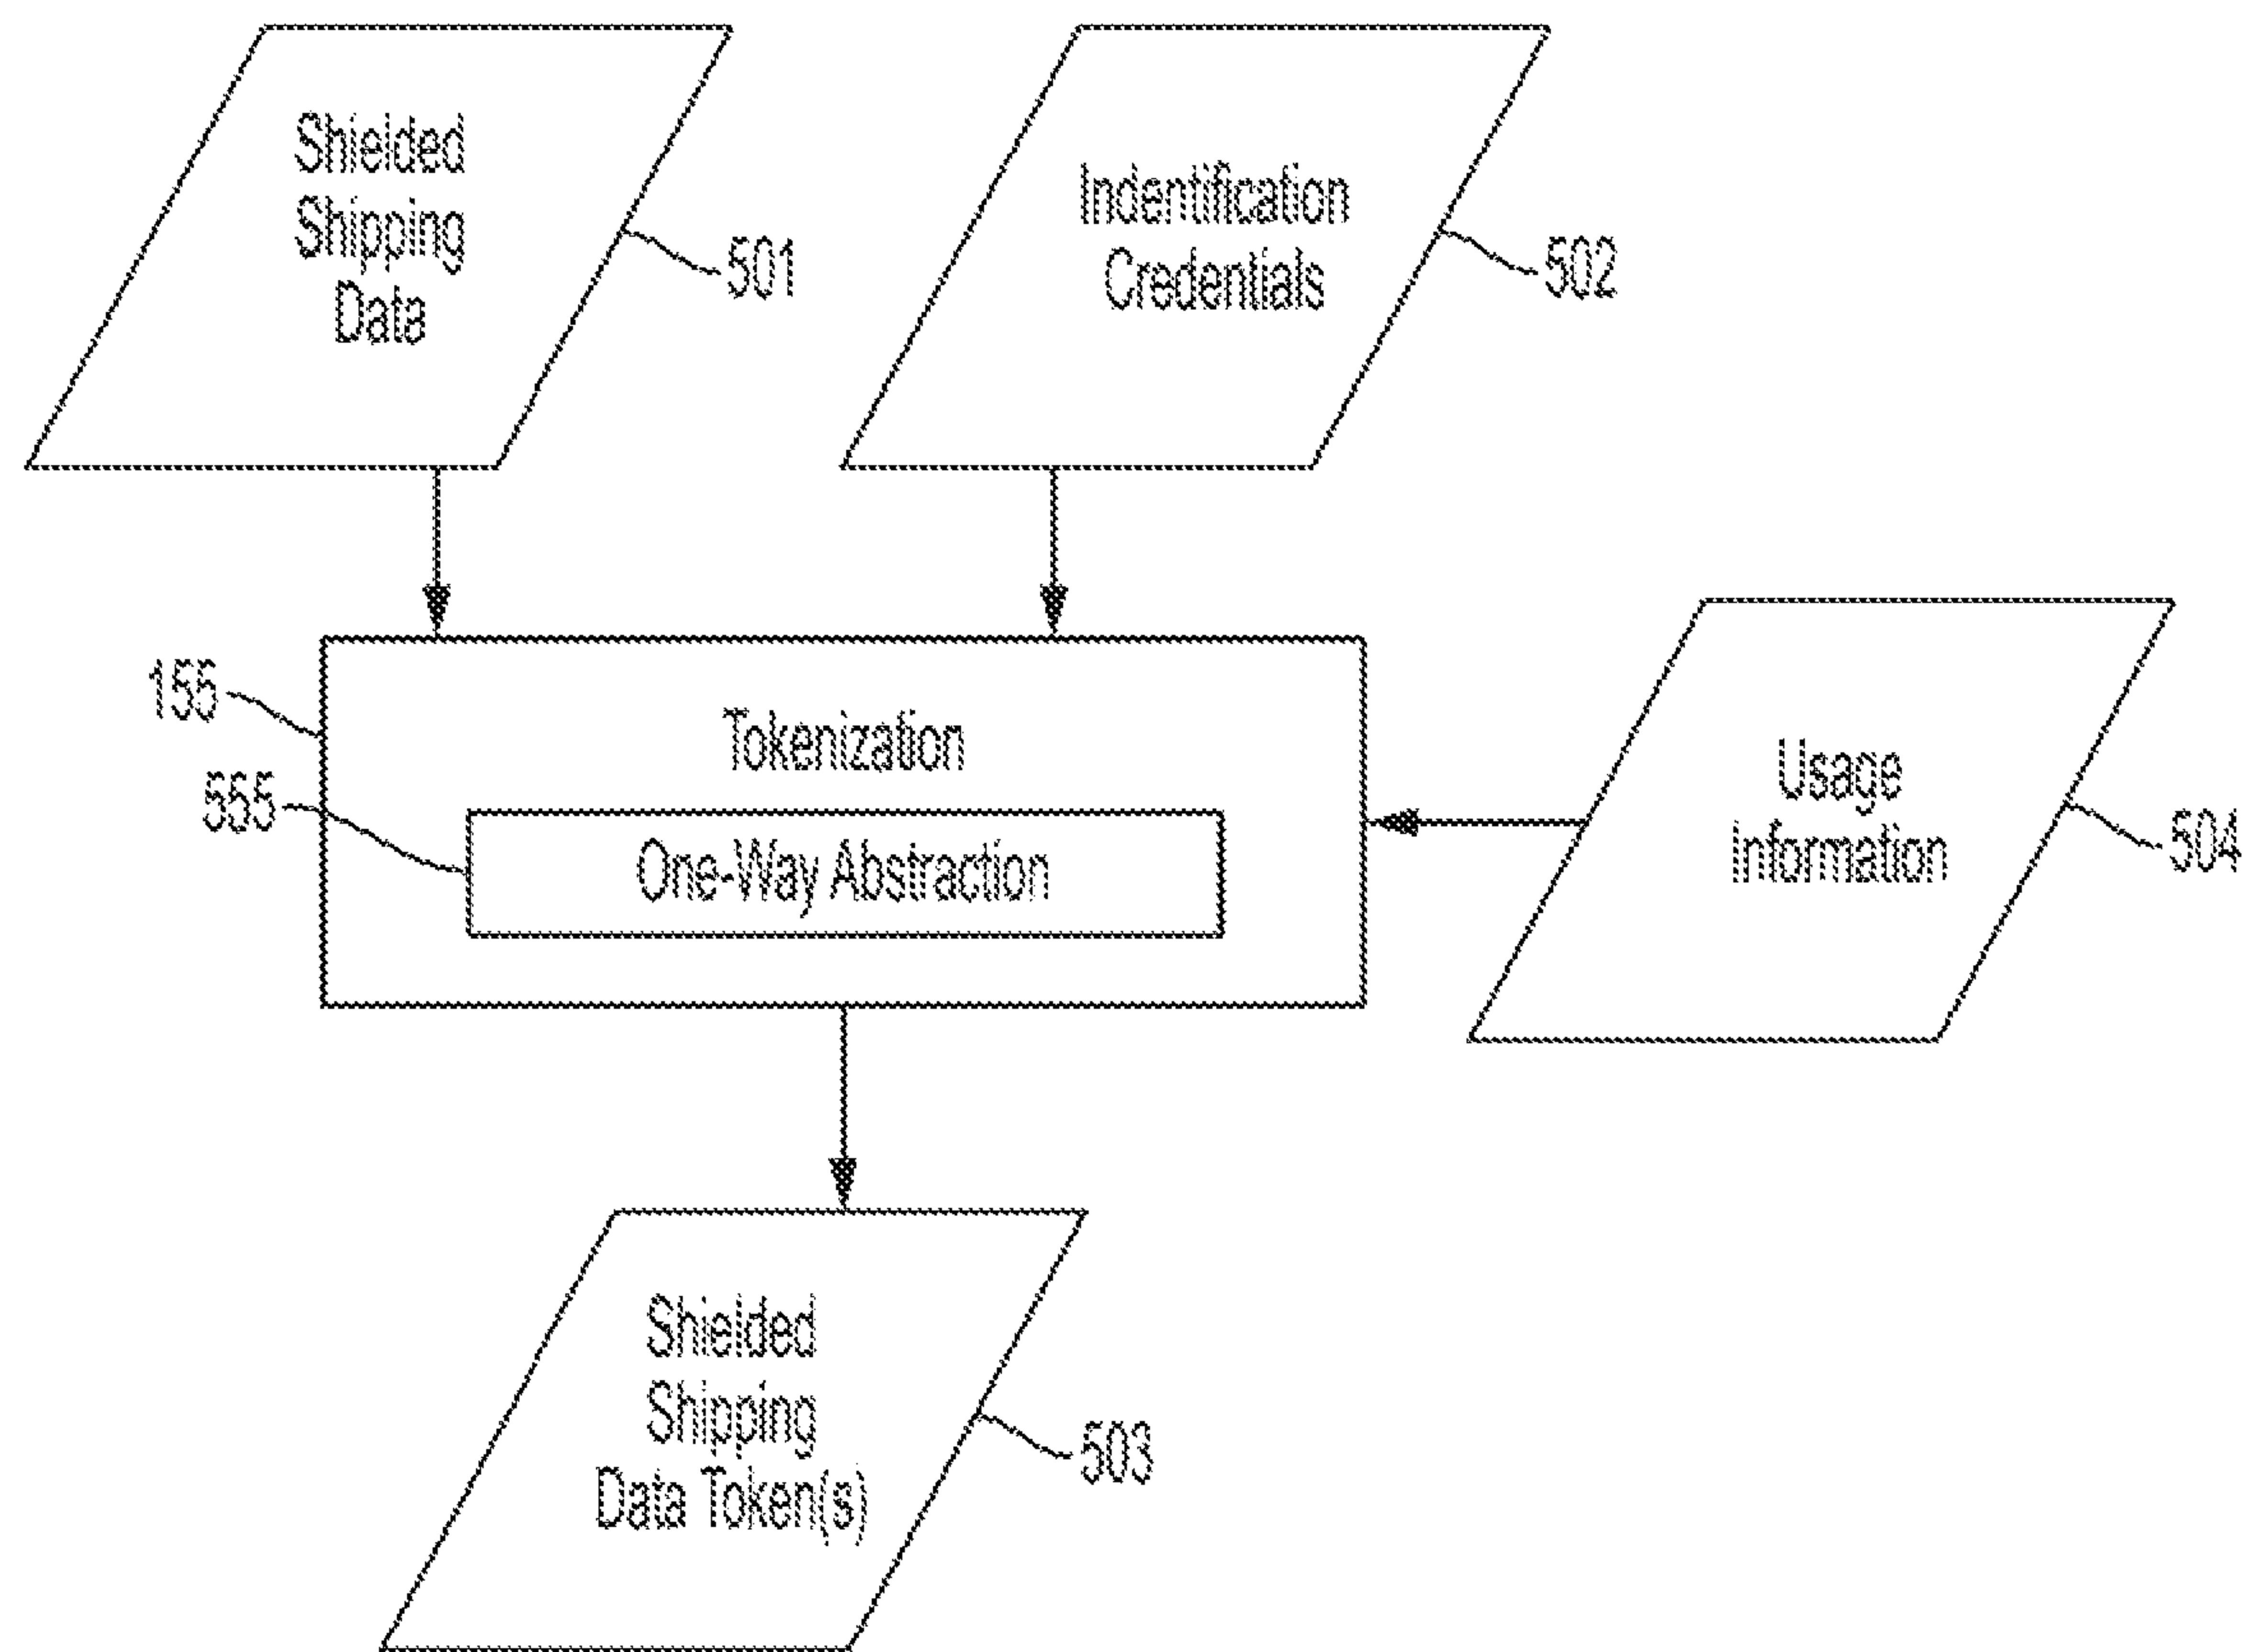 Shielded
Shipping
Data
501
Indentification
Credentials
502
155
Tokenization
555
One-Way Abstraction
Usage
Information
504
Shielded
Shipping
Data Token(s)
503